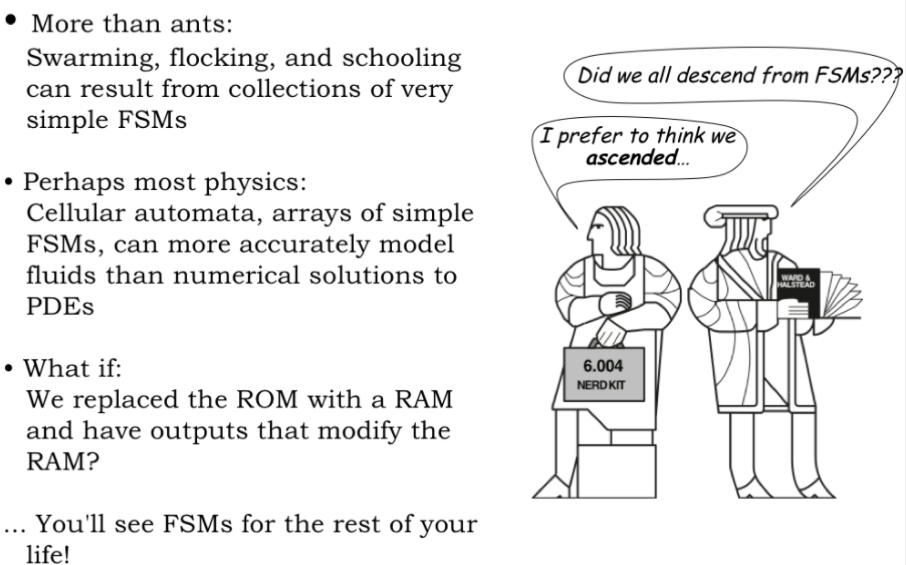 • More than ants:
Swarming, flocking, and schooling
can result from collections of very
simple FSMs
• Perhaps most physics:
Cellular automata, arrays of simple
FSMs, can more accurately model
fluids than numerical solutions to
PDEs
• What if:
We replaced the ROM with a RAM
and have outputs that modify the
RAM?
... You'll see FSMs for the rest of your
life!
Did we all descend from FSMs???
I prefer to think we
ascended...
WARD &
HALSTEAD
6.004
NERD KIT